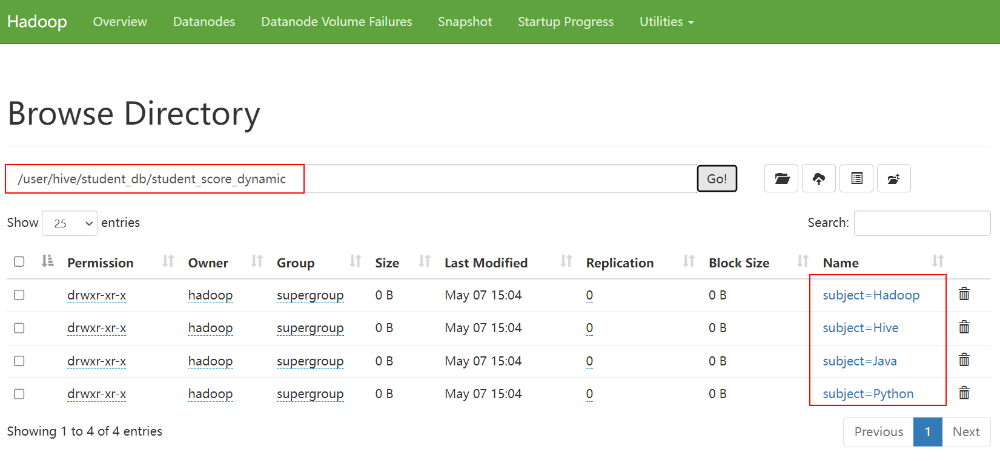 Hadoop Overview Datanodes Datanode Volume Failures Snapshot Startup Progress Utilities
Browse Directory
/user/hive/student_db/student_score_dynamic Go!
Show 25 entries Search:
Permission Owner Group Size Last Modified Replication Block Size Name
drwxr-xr-x hadoop supergroup 0 B May 07 15:04 0 0 B subject=Hadoop
drwxr-xr-x hadoop supergroup 0 B May 07 15:04 0 0 B subject=Hive
drwxr-xr-x hadoop supergroup 0 B May 07 15:04 0 0 B subject=Java
drwxr-xr-x hadoop supergroup 0 B May 07 15:04 0 0 B subject=Python
Showing 1 to 4 of 4 entries Previous 1 Next